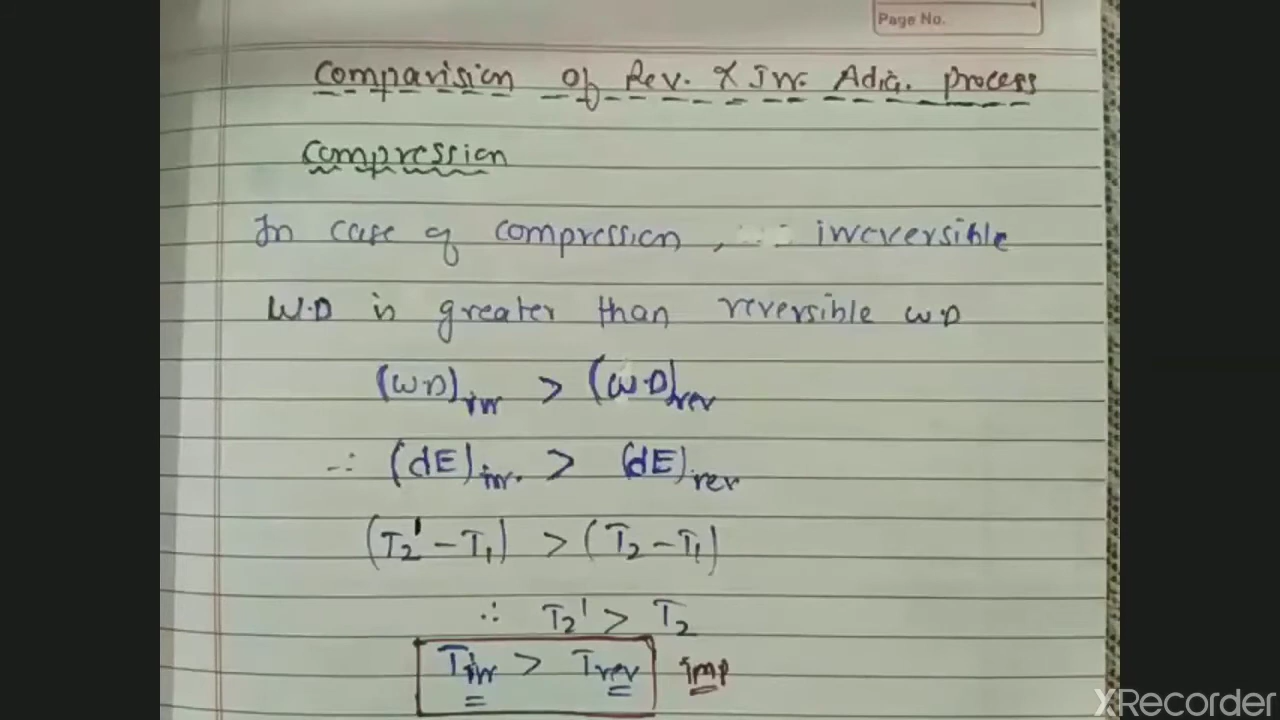 Page No.
Comparision of Rev. & Irr. Adia. process
Compression
In case of compression, irreversible
W.D is greater than reversible W.D
(W.D)irr > (W.D)rev
∴ (dE)irr. > (dE)rev
(T2' - T1) > (T2 - T1)
∴ T2' > T2
Tirr > Trev imp
XRecorder